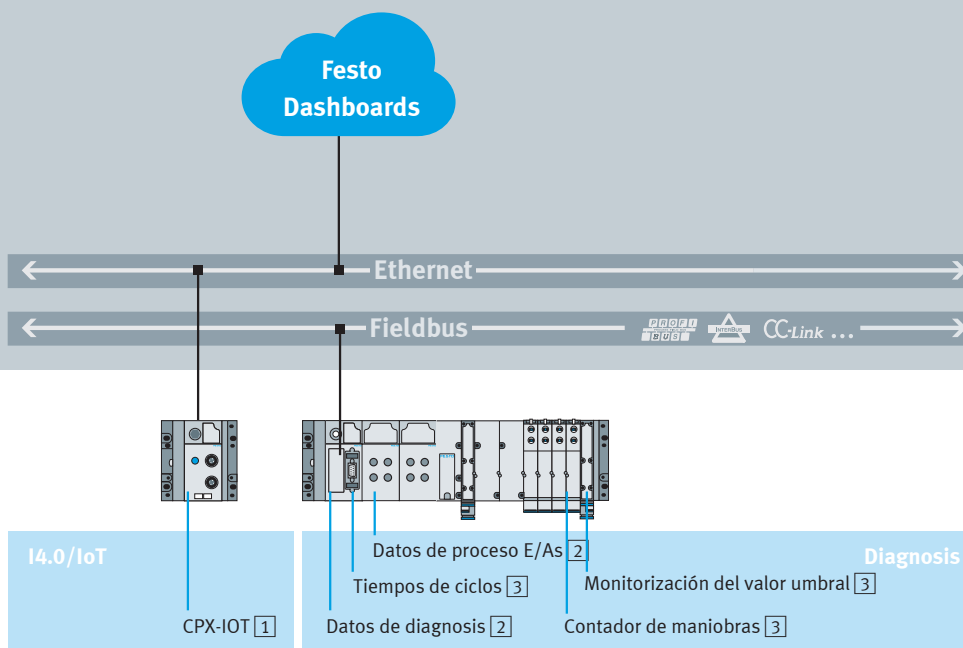 Festo
Dashboards
Ethernet
Fieldbus
PROFI
BUS
INTERBUS
CC-Link ...
I4.0/IoT
Datos de proceso E/As 2
Diagnosis
Tiempos de ciclos 3
Monitorización del valor umbral 3
CPX-IOT 1
Datos de diagnosis 2
Contador de maniobras 3